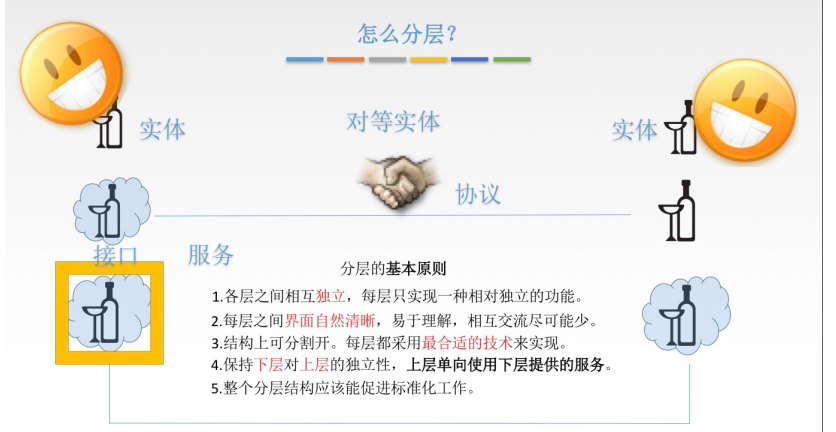 怎么分层？
实体
对等实体
实体
协议
接口
服务
分层的基本原则
1.各层之间相互独立，每层只实现一种相对独立的功能。
2.每层之间界面自然清晰，易于理解，相互交流尽可能少。
3.结构上可分割开。每层都采用最合适的技术来实现。
4.保持下层对上层的独立性，上层单向使用下层提供的服务。
5.整个分层结构应该能促进标准化工作。